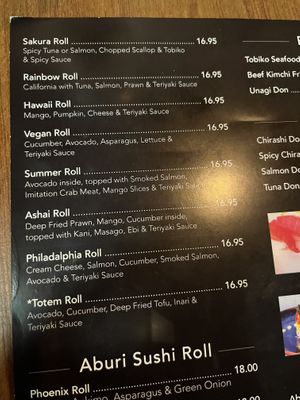 Sakura Roll ........ 16.95
Spicy Tuna or Salmon, Chopped Scallop & Tobiko
& Spicy Sauce
Rainbow Roll ........ 16.95
California with Tuna, Salmon, Prawn & Teriyaki Sauce
Hawaii Roll ........ 16.95
Mango, Pumpkin, Cheese & Teriyaki Sauce
Vegan Roll ........ 16.95
Cucumber, Avocado, Asparagus, Lettuce &
Teriyaki Sauce
Summer Roll ........ 16.95
Avocado inside, topped with Smoked Salmon,
Imitation Crab Meat, Mango Slices & Teriyaki
Ashai Roll ........ 16.95
Deep Fried Prawn, Mango, Cucumber inside,
topped with Kani, Masago, Ebi & Teriyaki Sauce
Philadalphia Roll ........ 16.95
Cream Cheese, Salmon, Cucumber, Smoked Salmon,
Avocado & Teriyaki Sauce
*Totem Roll ........ 16.95
Avocado, Cucumber, Deep Fried Tofu, Inari &
Teriyaki Sauce
Aburi Sushi Roll
Phoenix Roll ........ 18.00
Asparagus & Green Onion
18.00
Tobiko Seafood
Beef Kimchi
Unagi Don
Chirashi Do
Spicy Chira
Salmon Do
Tuna Don